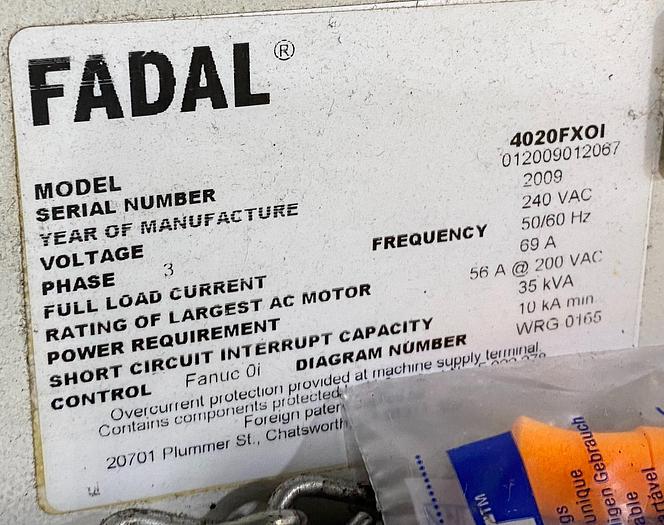 FADAL®
MODEL 4020FXOI
SERIAL NUMBER 012009012067
YEAR OF MANUFACTURE 2009
VOLTAGE 240 VAC
PHASE 3 FREQUENCY 50/60 Hz
FULL LOAD CURRENT 69 A
RATING OF LARGEST AC MOTOR 56 A @ 200 VAC
POWER REQUIREMENT 35 kVA
SHORT CIRCUIT INTERRUPT CAPACITY 10 kA min
CONTROL Fanuc 0i DIAGRAM NUMBER WRG 0165
Overcurrent protection provided at machine supply terminal.
Contains components protected
Foreign
20701 Plummer St., Chatsworth
TM
unique
Gebrauch